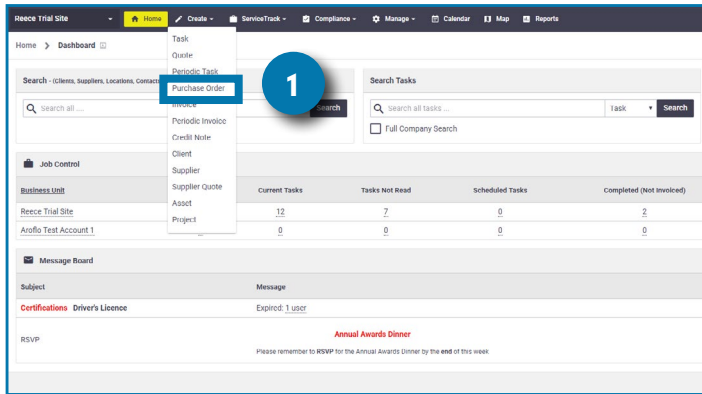 Reece Trial Site Home Create ServiceTrack Compliance Manage Calendar Map Reports
Home Dashboard
Task
Quote
Periodic Task
Purchase Order
Invoice
Periodic Invoice
Credit Note
Client
Supplier
Supplier Quote
Asset
Project
1
Search - (Clients, Suppliers, Locations, Contacts
Search all .... Search
Search Tasks
Search all tasks ... Task Search
Full Company Search
Job Control
Business Unit Current Tasks Tasks Not Read Scheduled Tasks Completed (Not Invoiced)
Reece Trial Site 12 7 0 2
Aroflo Test Account 1 0 0 0 0
Message Board
Subject Message
Certifications Driver's Licence Expired: 1 user
Annual Awards Dinner
RSVP
Please remember to RSVP for the Annual Awards Dinner by the end of this week